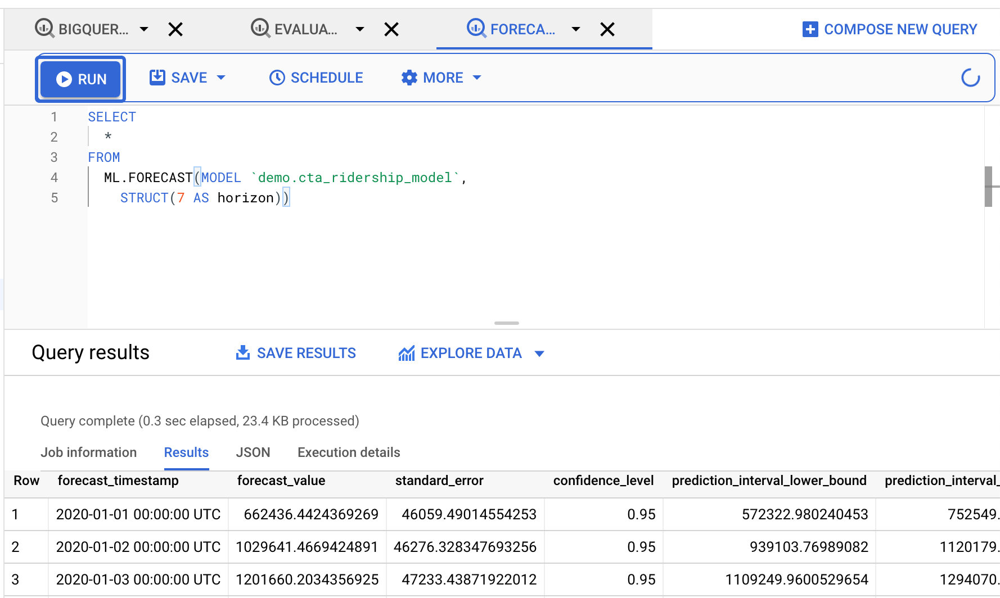 BIGQUER... EVALUA... FORECA... COMPOSE NEW QUERY
RUN SAVE SCHEDULE MORE
1 SELECT
2 *
3 FROM
4 ML.FORECAST(MODEL `demo.cta_ridership_model`,
5 STRUCT(7 AS horizon))
Query results SAVE RESULTS EXPLORE DATA
Query complete (0.3 sec elapsed, 23.4 KB processed)
Job information Results JSON Execution details
Row forecast_timestamp forecast_value standard_error confidence_level prediction_interval_lower_bound prediction_interval_
1 2020-01-01 00:00:00 UTC 662436.4424369269 46059.49014554253 0.95 572322.980240453 752549.
2 2020-01-02 00:00:00 UTC 1029641.4669424891 46276.328347693256 0.95 939103.76989082 1120179.
3 2020-01-03 00:00:00 UTC 1201660.2034356925 47233.43871922012 0.95 1109249.9600529654 1294070.